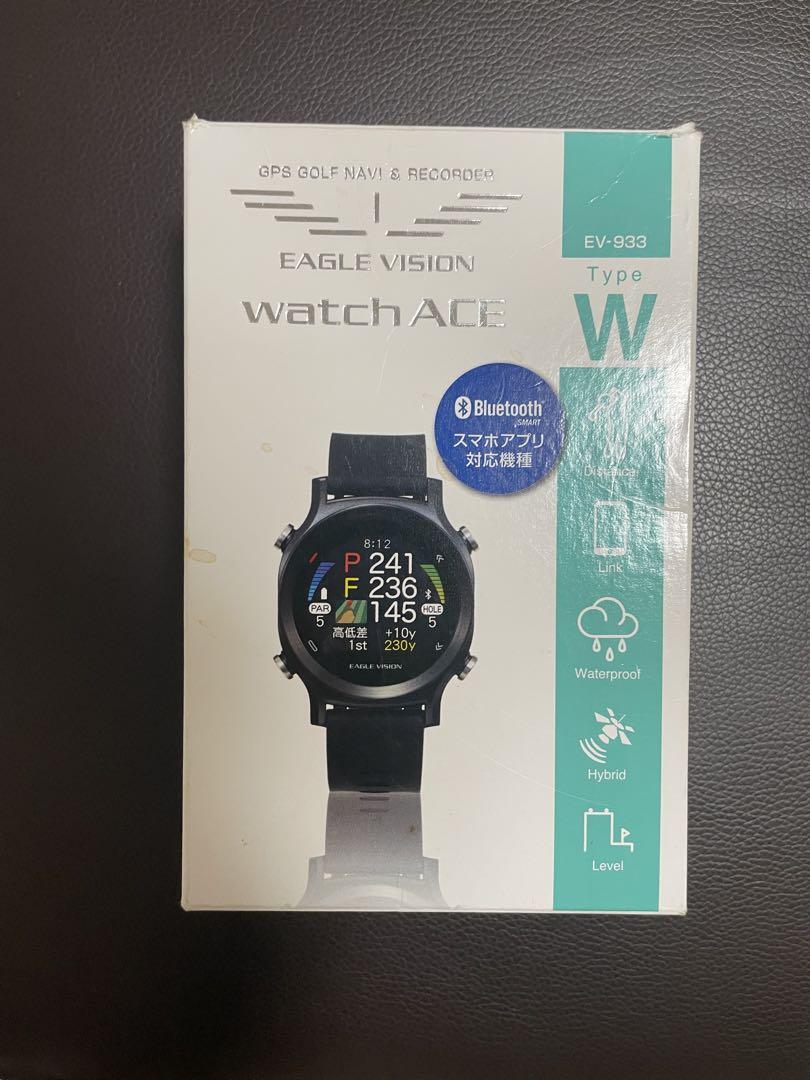 GPS GOLF NAVI & RECORDER
EAGLE VISION
watch ACE
EV-933
Type
W
Bluetooth
SMART
スマホアプリ
対応機種
Distance
Link
Waterproof
Hybrid
Level
8:12
P 241
F 236
145
PAR
5
HOLE
5
高低差 +10y
1st 230y
EAGLE VISION